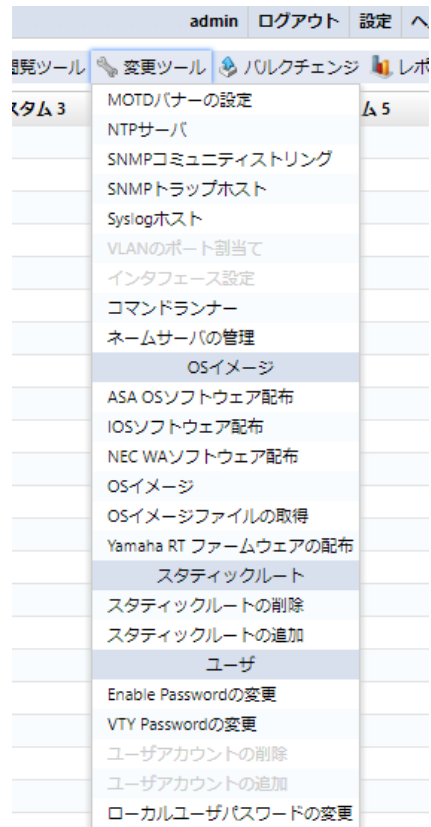 admin ログアウト 設定 ヘ
閲覧ツール 変更ツール バルクチェンジ レポ
スタム 3 ム 5
MOTDバナーの設定
NTPサーバ
SNMPコミュニティストリング
SNMPトラップホスト
Syslogホスト
VLANのポート割当て
インタフェース設定
コマンドランナー
ネームサーバの管理
OSイメージ
ASA OSソフトウェア配布
IOSソフトウェア配布
NEC WAソフトウェア配布
OSイメージ
OSイメージファイルの取得
Yamaha RT ファームウェアの配布
スタティックルート
スタティックルートの削除
スタティックルートの追加
ユーザ
Enable Passwordの変更
VTY Passwordの変更
ユーザアカウントの削除
ユーザアカウントの追加
ローカルユーザパスワードの変更